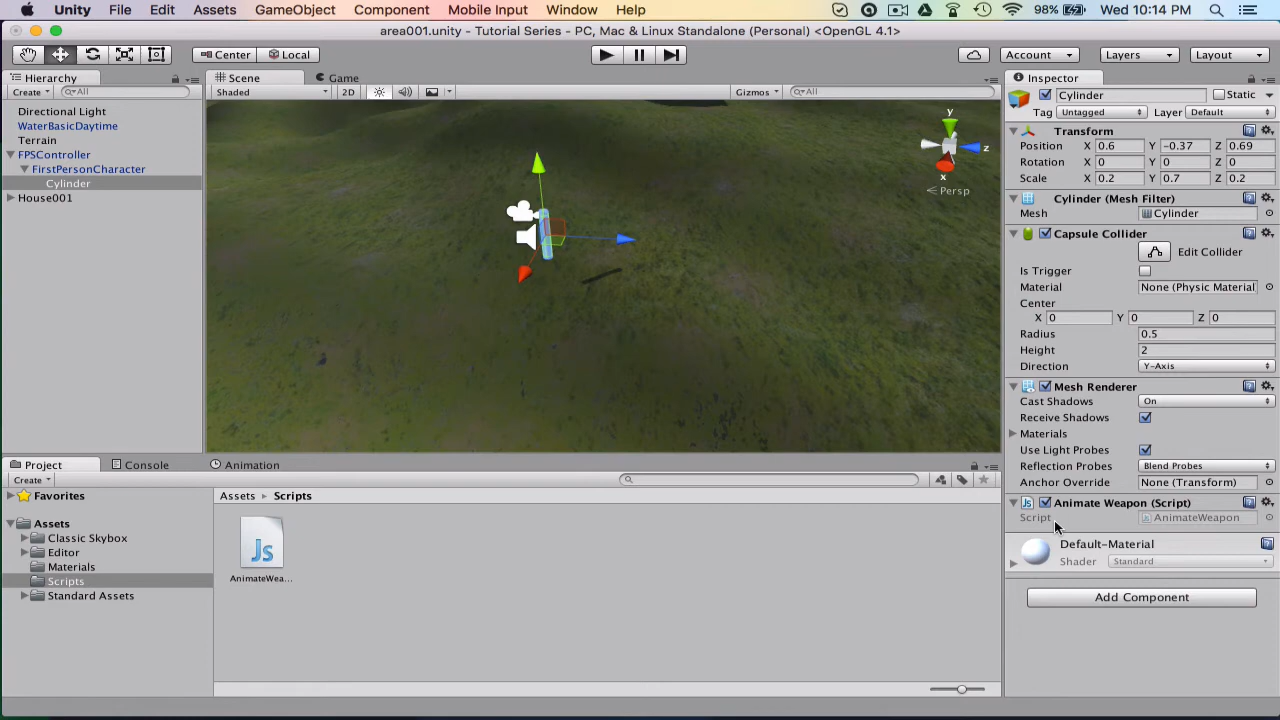 Unity File Edit Assets GameObject Component Mobile Input Window Help 98% Wed 10:14 PM
area001.unity - Tutorial Series - PC, Mac & Linux Standalone (Personal) <OpenGL 4.1>
Center Local Account Layers Layout
Hierarchy
Create All
Directional Light
WaterBasicDaytime
Terrain
FPSController
FirstPersonCharacter
Cylinder
House001
Scene Game
Shaded 2D Gizmos All
y
z
x
Persp
Inspector
Cylinder Static
Tag Untagged Layer Default
Transform
Position X 0.6 Y -0.37 Z 0.69
Rotation X 0 Y 0 Z 0
Scale X 0.2 Y 0.7 Z 0.2
Cylinder (Mesh Filter)
Mesh Cylinder
Capsule Collider
Edit Collider
Is Trigger
Material None (Physic Material
Center
X 0 Y 0 Z 0
Radius 0.5
Height 2
Direction Y-Axis
Mesh Renderer
Cast Shadows On
Receive Shadows
Materials
Use Light Probes
Reflection Probes Blend Probes
Anchor Override None (Transform)
Js Animate Weapon (Script)
Script AnimateWeapon
Default-Material
Shader Standard
Add Component
Project Console Animation
Create
Favorites
Assets
Classic Skybox
Editor
Materials
Scripts
Standard Assets
Assets Scripts
Js
AnimateWea...